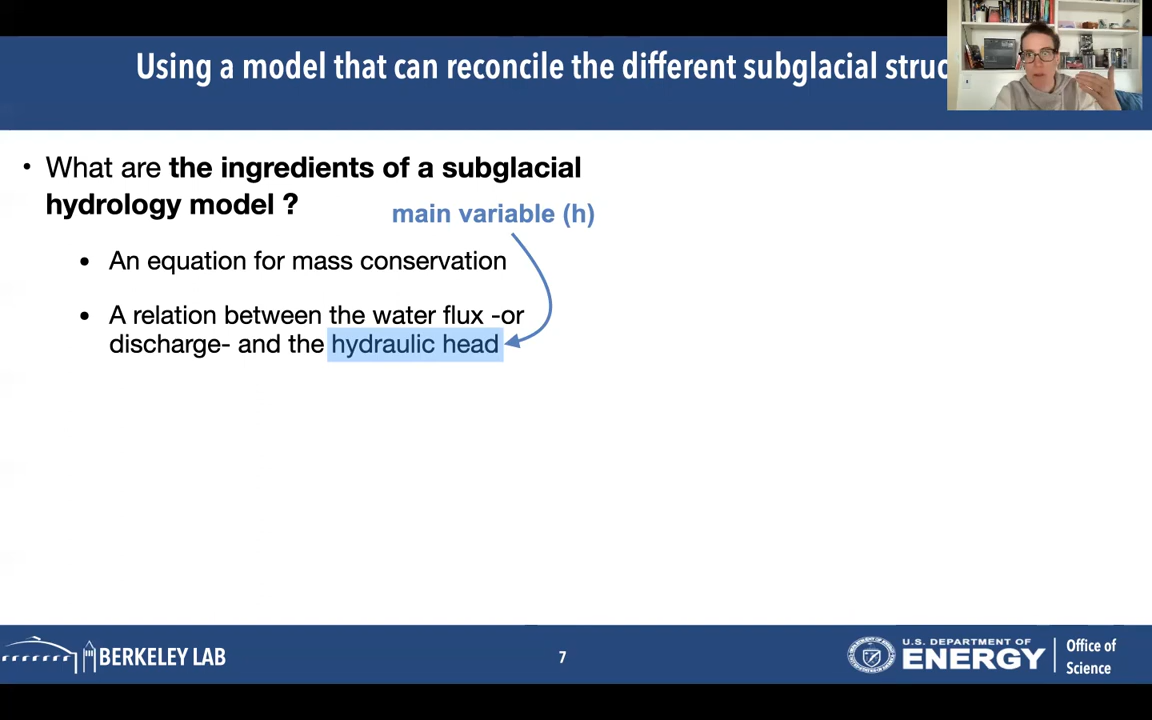 Using a model that can reconcile the different subglacial struc
• What are the ingredients of a subglacial
hydrology model ?
main variable (h)
• An equation for mass conservation
• A relation between the water flux -or
discharge- and the hydraulic head
BERKELEY LAB
7
U.S. DEPARTMENT OF
ENERGY
Office of
Science